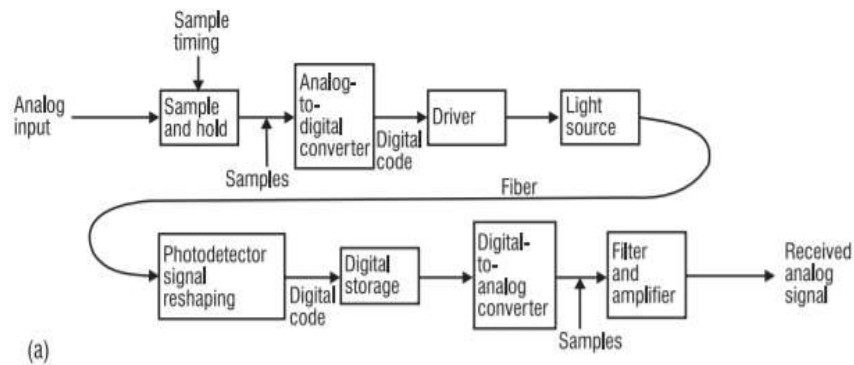 Sample
timing
Analog
input
Sample
and hold
Samples
Analog-
to-
digital
converter
Digital
code
Driver
Light
source
Fiber
Photodetector
signal
reshaping
Digital
code
Digital
storage
Digital-
to-
analog
converter
Samples
Filter
and
amplifier
Received
analog
signal
(a)